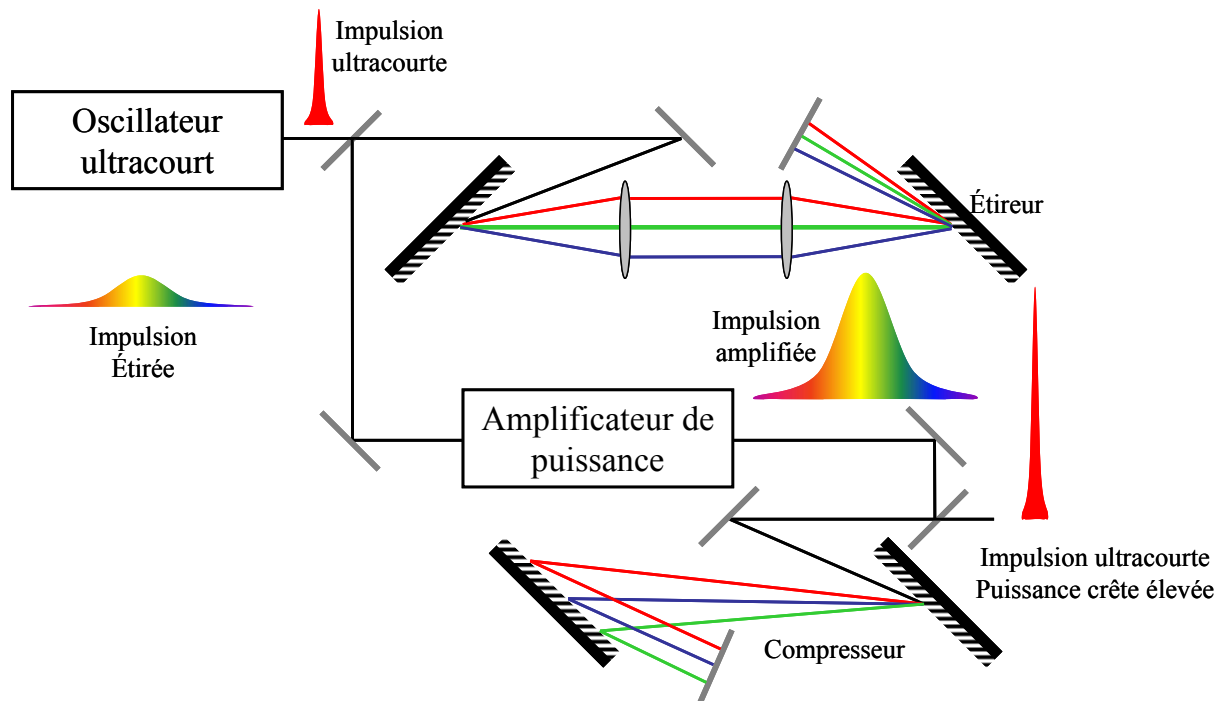 Impulsion
ultracourte
Oscillateur
ultracourt
Étireur
Impulsion
Étirée
Impulsion
amplifiée
Amplificateur de
puissance
Impulsion ultracourte
Puissance crête élevée
Compresseur